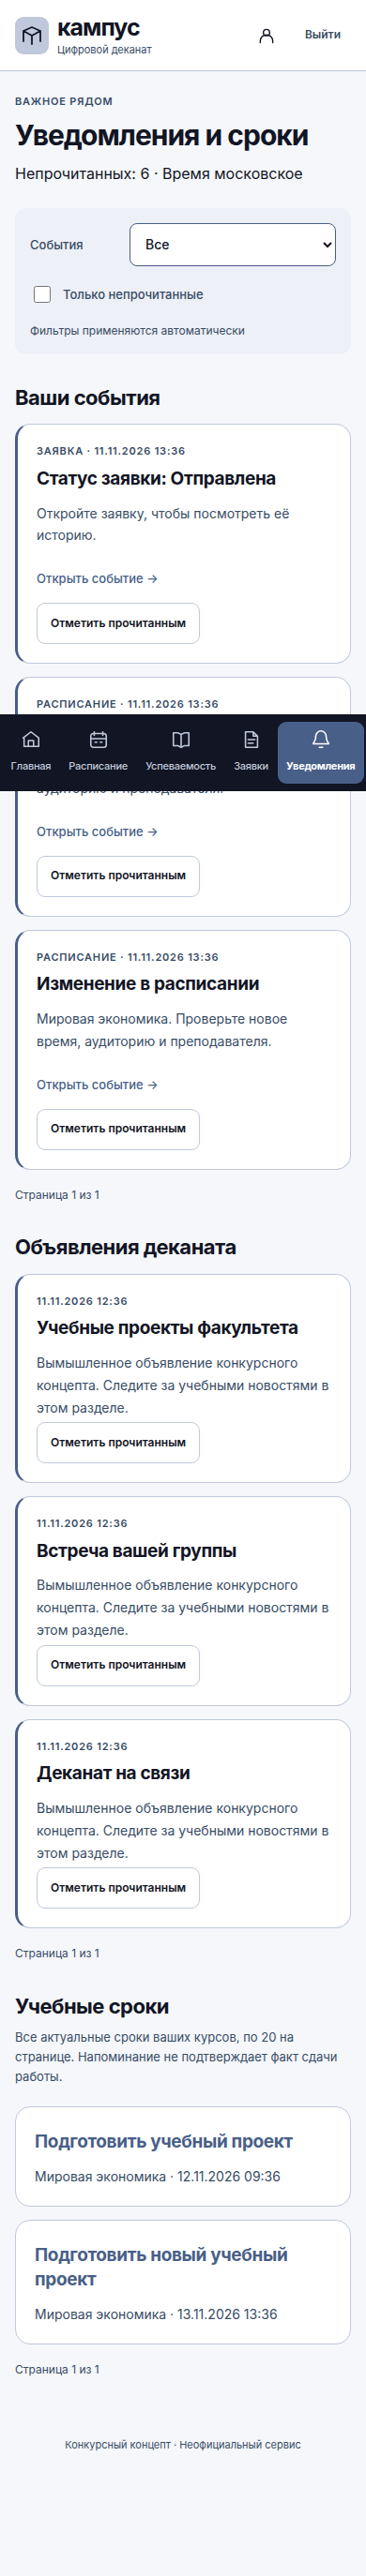 кампус
Цифровой деканат
Выйти
ВАЖНОЕ РЯДОМ
Уведомления и сроки
Непрочитанных: 6 · Время московское
События
Все
Только непрочитанные
Фильтры применяются автоматически
Ваши события
ЗАЯВКА · 11.11.2026 13:36
Статус заявки: Отправлена
Откройте заявку, чтобы посмотреть её
историю.
Открыть событие →
Отметить прочитанным
РАСПИСАНИЕ · 11.11.2026 13:36
Главная
Расписание
Успеваемость
Заявки
Уведомления
аудиторию и преподавателя.
Открыть событие →
Отметить прочитанным
РАСПИСАНИЕ · 11.11.2026 13:36
Изменение в расписании
Мировая экономика. Проверьте новое
время, аудиторию и преподавателя.
Открыть событие →
Отметить прочитанным
Страница 1 из 1
Объявления деканата
11.11.2026 12:36
Учебные проекты факультета
Вымышленное объявление конкурсного
концепта. Следите за учебными новостями в
этом разделе.
Отметить прочитанным
11.11.2026 12:36
Встреча вашей группы
Вымышленное объявление конкурсного
концепта. Следите за учебными новостями в
этом разделе.
Отметить прочитанным
11.11.2026 12:36
Деканат на связи
Вымышленное объявление конкурсного
концепта. Следите за учебными новостями в
этом разделе.
Отметить прочитанным
Страница 1 из 1
Учебные сроки
Все актуальные сроки ваших курсов, по 20 на
странице. Напоминание не подтверждает факт сдачи
работы.
Подготовить учебный проект
Мировая экономика · 12.11.2026 09:36
Подготовить новый учебный
проект
Мировая экономика · 13.11.2026 13:36
Страница 1 из 1
Конкурсный концепт · Неофициальный сервис